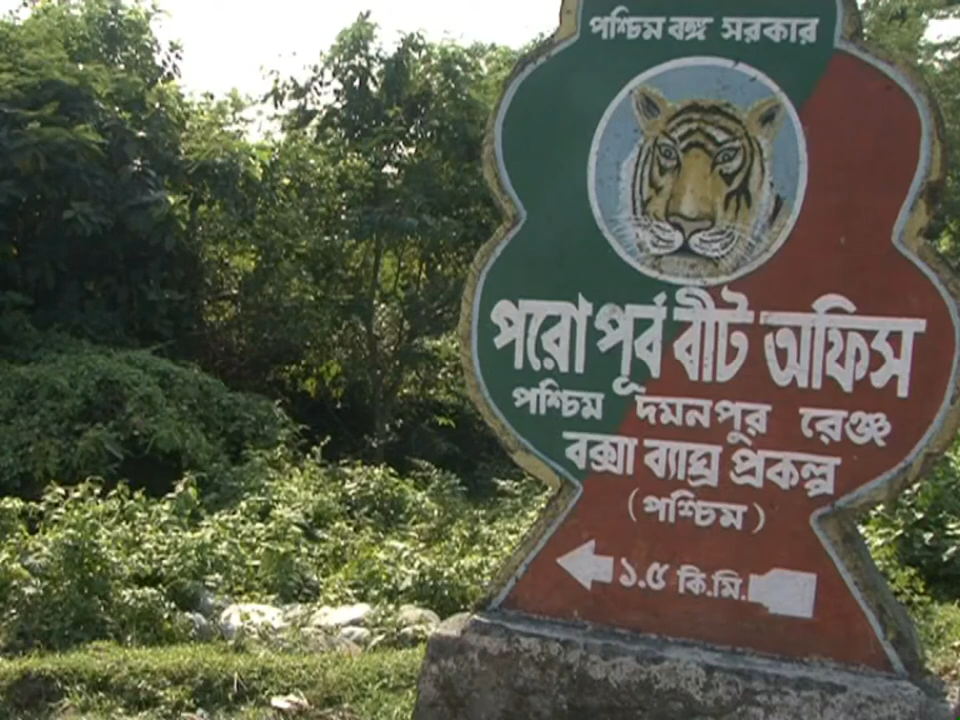 পশ্চিম বঙ্গ সরকার
পরো পূর্ব বীট অফিস
পশ্চিম দমনপুর রেঞ্জ
বক্সা ব্যাঘ্র প্রকল্প
(পশ্চিম)
১.৫ কি.মি.